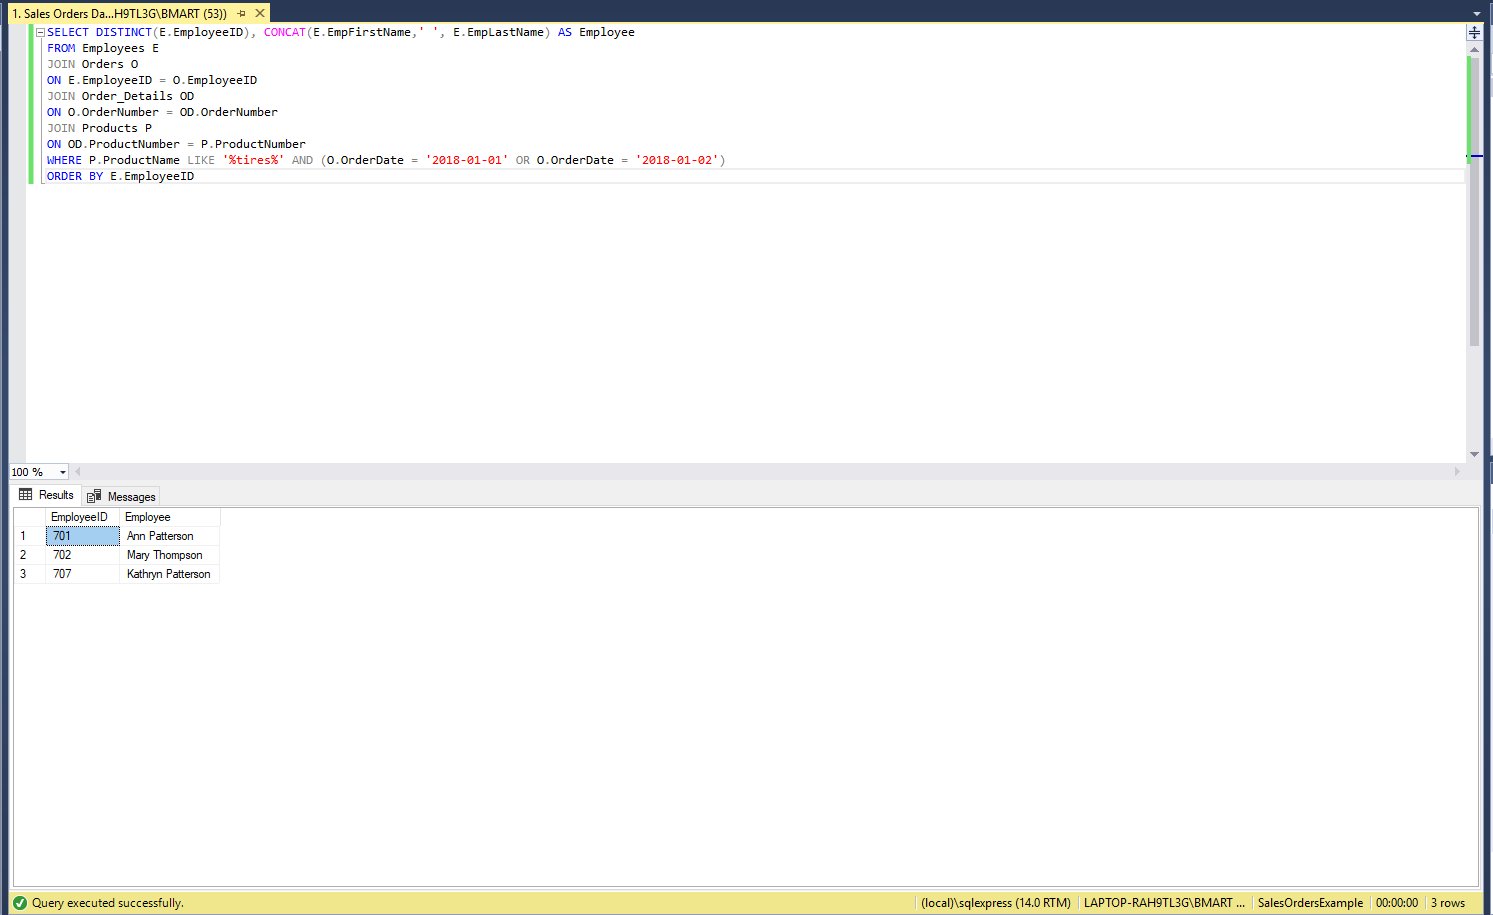 1. Sales Orders Da...H9TL3G\BMART (53))
SELECT DISTINCT(E.EmployeeID), CONCAT(E.EmpFirstName,' ', E.EmpLastName) AS Employee
FROM Employees E
JOIN Orders O
ON E.EmployeeID = O.EmployeeID
JOIN Order_Details OD
ON O.OrderNumber = OD.OrderNumber
JOIN Products P
ON OD.ProductNumber = P.ProductNumber
WHERE P.ProductName LIKE '%tires%' AND (O.OrderDate = '2018-01-01' OR O.OrderDate = '2018-01-02')
ORDER BY E.EmployeeID
100 %
Results Messages
EmployeeID Employee
1 701 Ann Patterson
2 702 Mary Thompson
3 707 Kathryn Patterson
Query executed successfully. (local)\sqlexpress (14.0 RTM) LAPTOP-RAH9TL3G\BMART ... SalesOrdersExample 00:00:00 3 rows